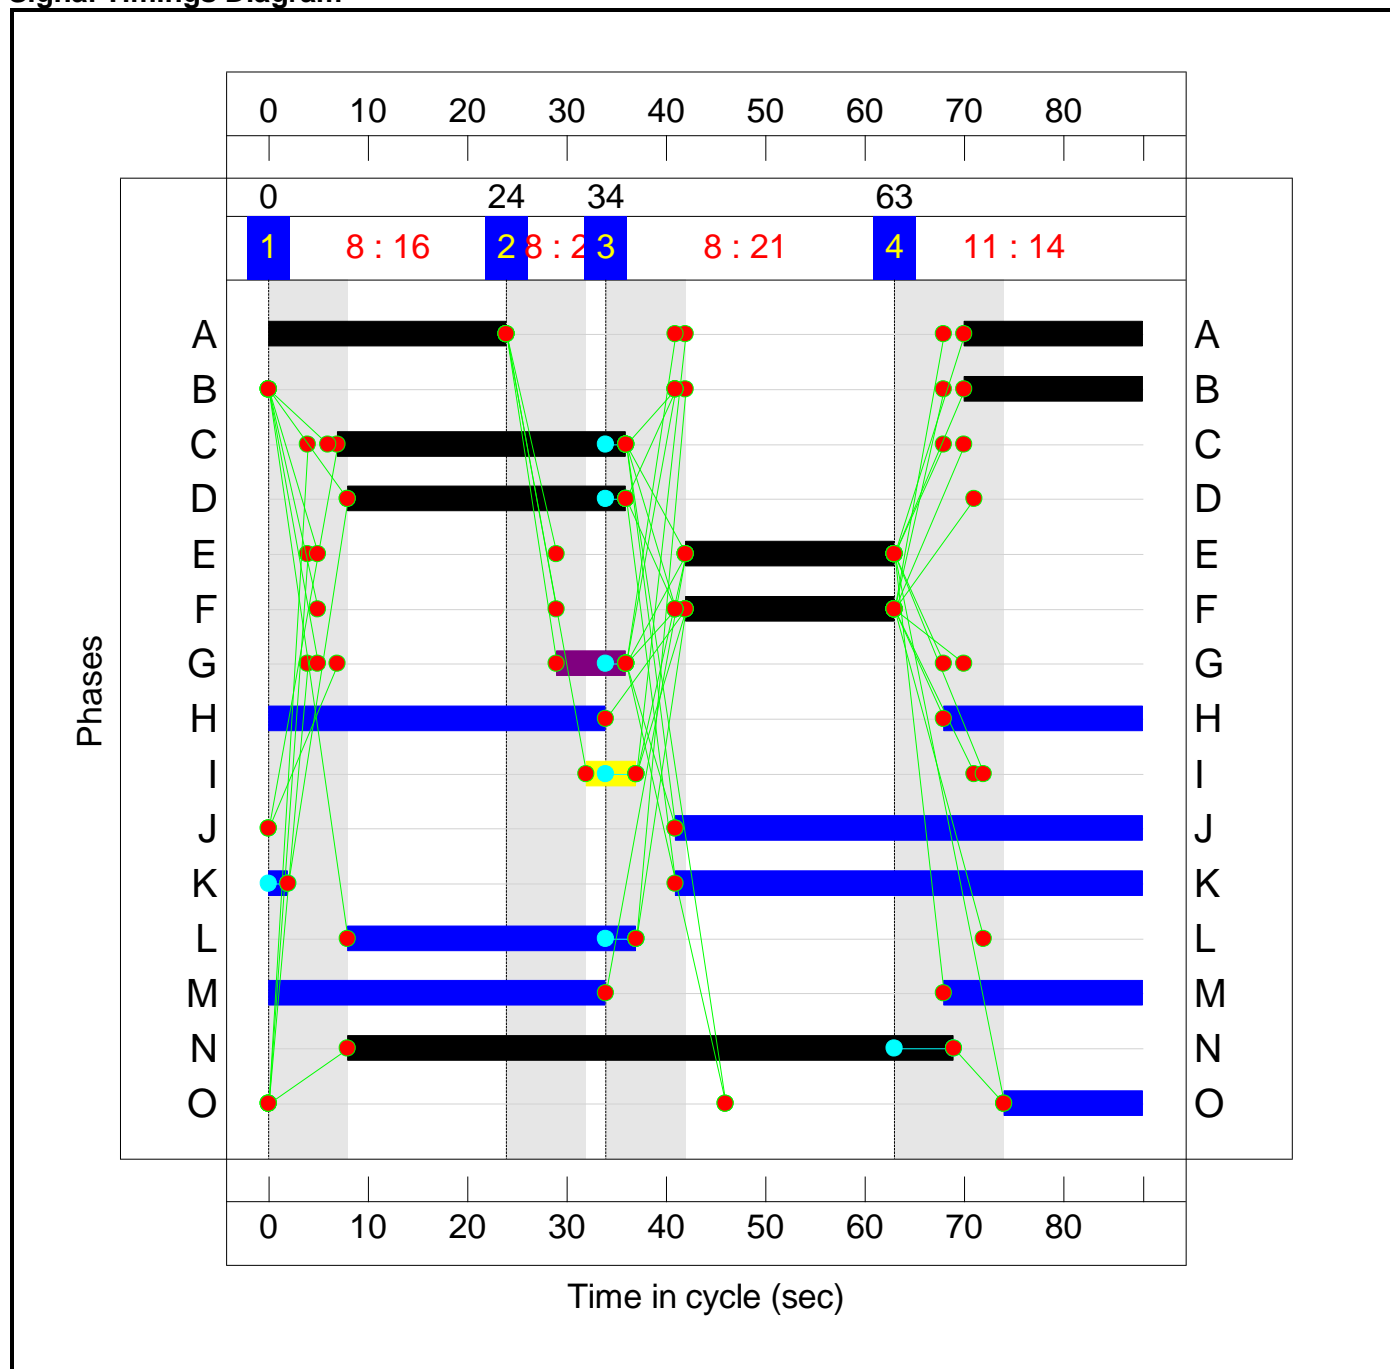 Signal Timings Diagram
0 10 20 30 40 50 60 70 80
0 24 34 63
1 8 : 16 2 8 : 2 3 8 : 21 4 11 : 14
A A
B B
C C
D D
E E
F F
G G
H H
I I
J J
K K
L L
M M
N N
O O
Phases
0 10 20 30 40 50 60 70 80
Time in cycle (sec)